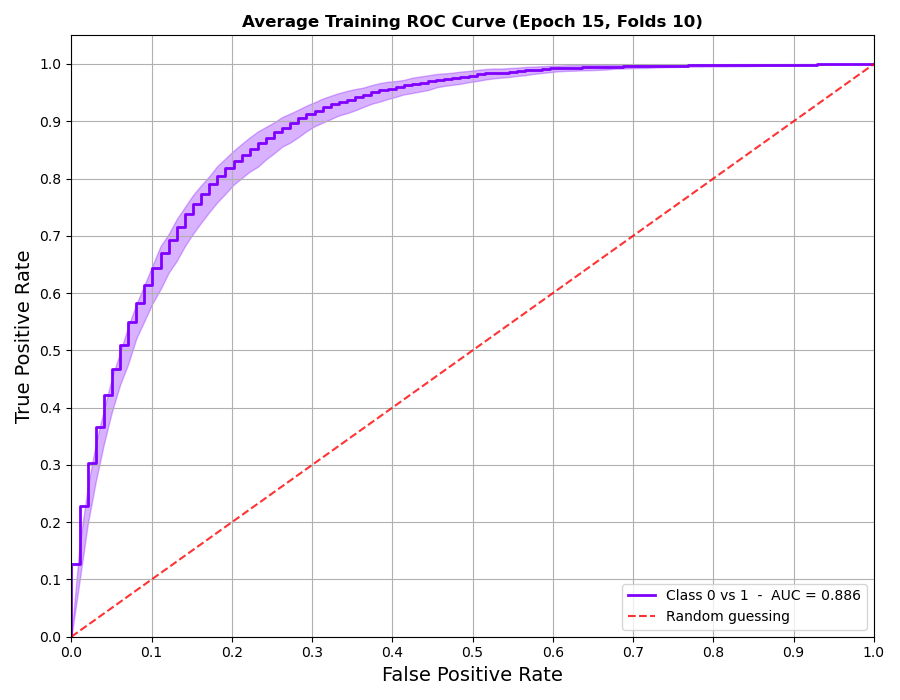 Average Training ROC Curve (Epoch 15, Folds 10)
True Positive Rate
1.0
0.9
0.8
0.7
0.6
0.5
0.4
0.3
0.2
0.1
0.0
Class 0 vs 1 - AUC = 0.886
Random guessing
0.0 0.1 0.2 0.3 0.4 0.5 0.6 0.7 0.8 0.9 1.0
False Positive Rate